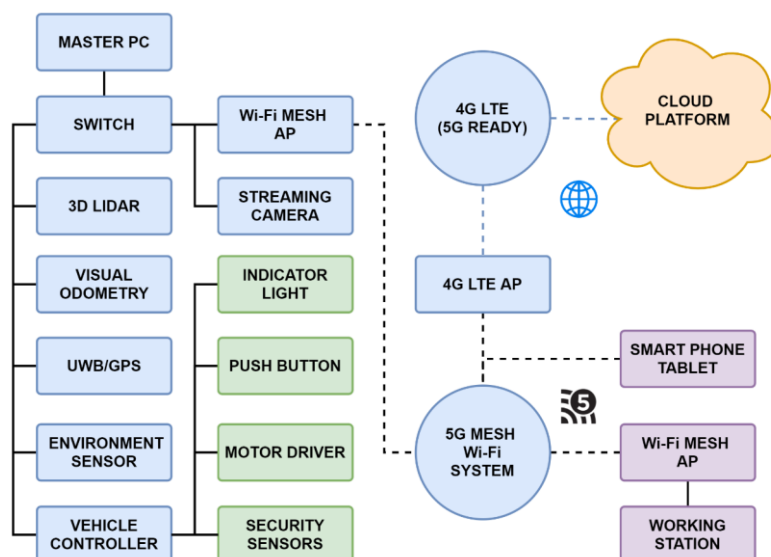 MASTER PC
SWITCH
3D LIDAR
VISUAL
ODOMETRY
UWB/GPS
ENVIRONMENT
SENSOR
VEHICLE
CONTROLLER
Wi-Fi MESH
AP
STREAMING
CAMERA
INDICATOR
LIGHT
PUSH BUTTON
MOTOR DRIVER
SECURITY
SENSORS
4G LTE
(5G READY)
CLOUD
PLATFORM
4G LTE AP
SMART PHONE
TABLET
5
5G MESH
Wi-Fi
SYSTEM
Wi-Fi MESH
AP
WORKING
STATION